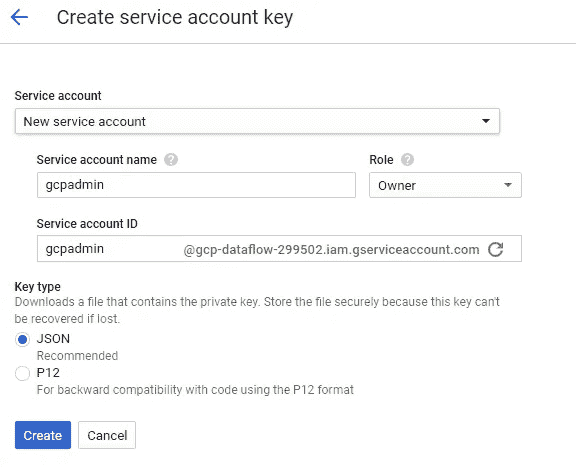 Create service account key
Service account
New service account
Service account name ? Role ?
gcpadmin Owner
Service account ID
gcpadmin @gcp-dataflow-299502.iam.gserviceaccount.com
Key type
Downloads a file that contains the private key. Store the file securely because this key can't
be recovered if lost.
JSON
Recommended
P12
For backward compatibility with code using the P12 format
Create Cancel